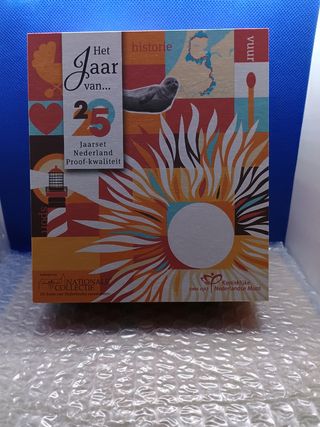 Het
Jaar
van...
historie
vuur
25
Jaarset
Nederland
Proof-kwaliteit
NATIONALE
COLLECTIE
Koninklijke
Nederlandse Munt